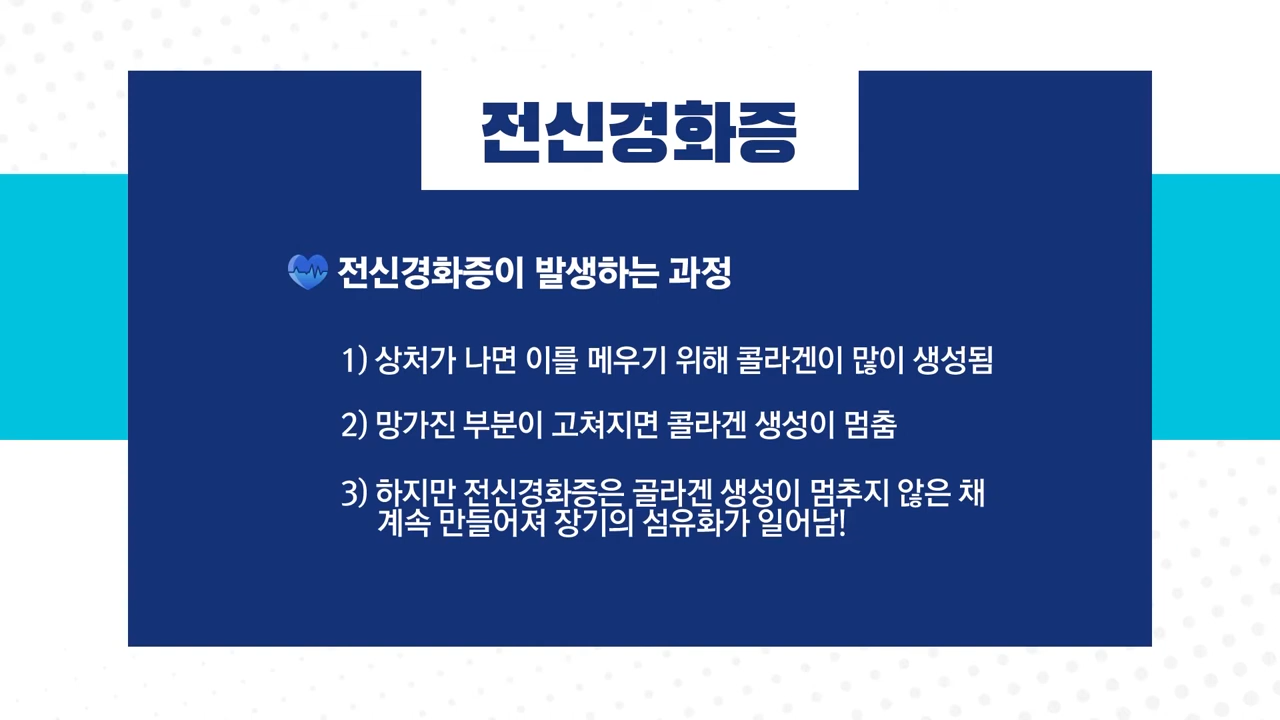 전신경화증
전신경화증이 발생하는 과정
1) 상처가 나면 이를 메우기 위해 콜라겐이 많이 생성됨
2) 망가진 부분이 고쳐지면 콜라겐 생성이 멈춤
3) 하지만 전신경화증은 골라겐 생성이 멈추지 않은 채
계속 만들어져 장기의 섬유화가 일어남!